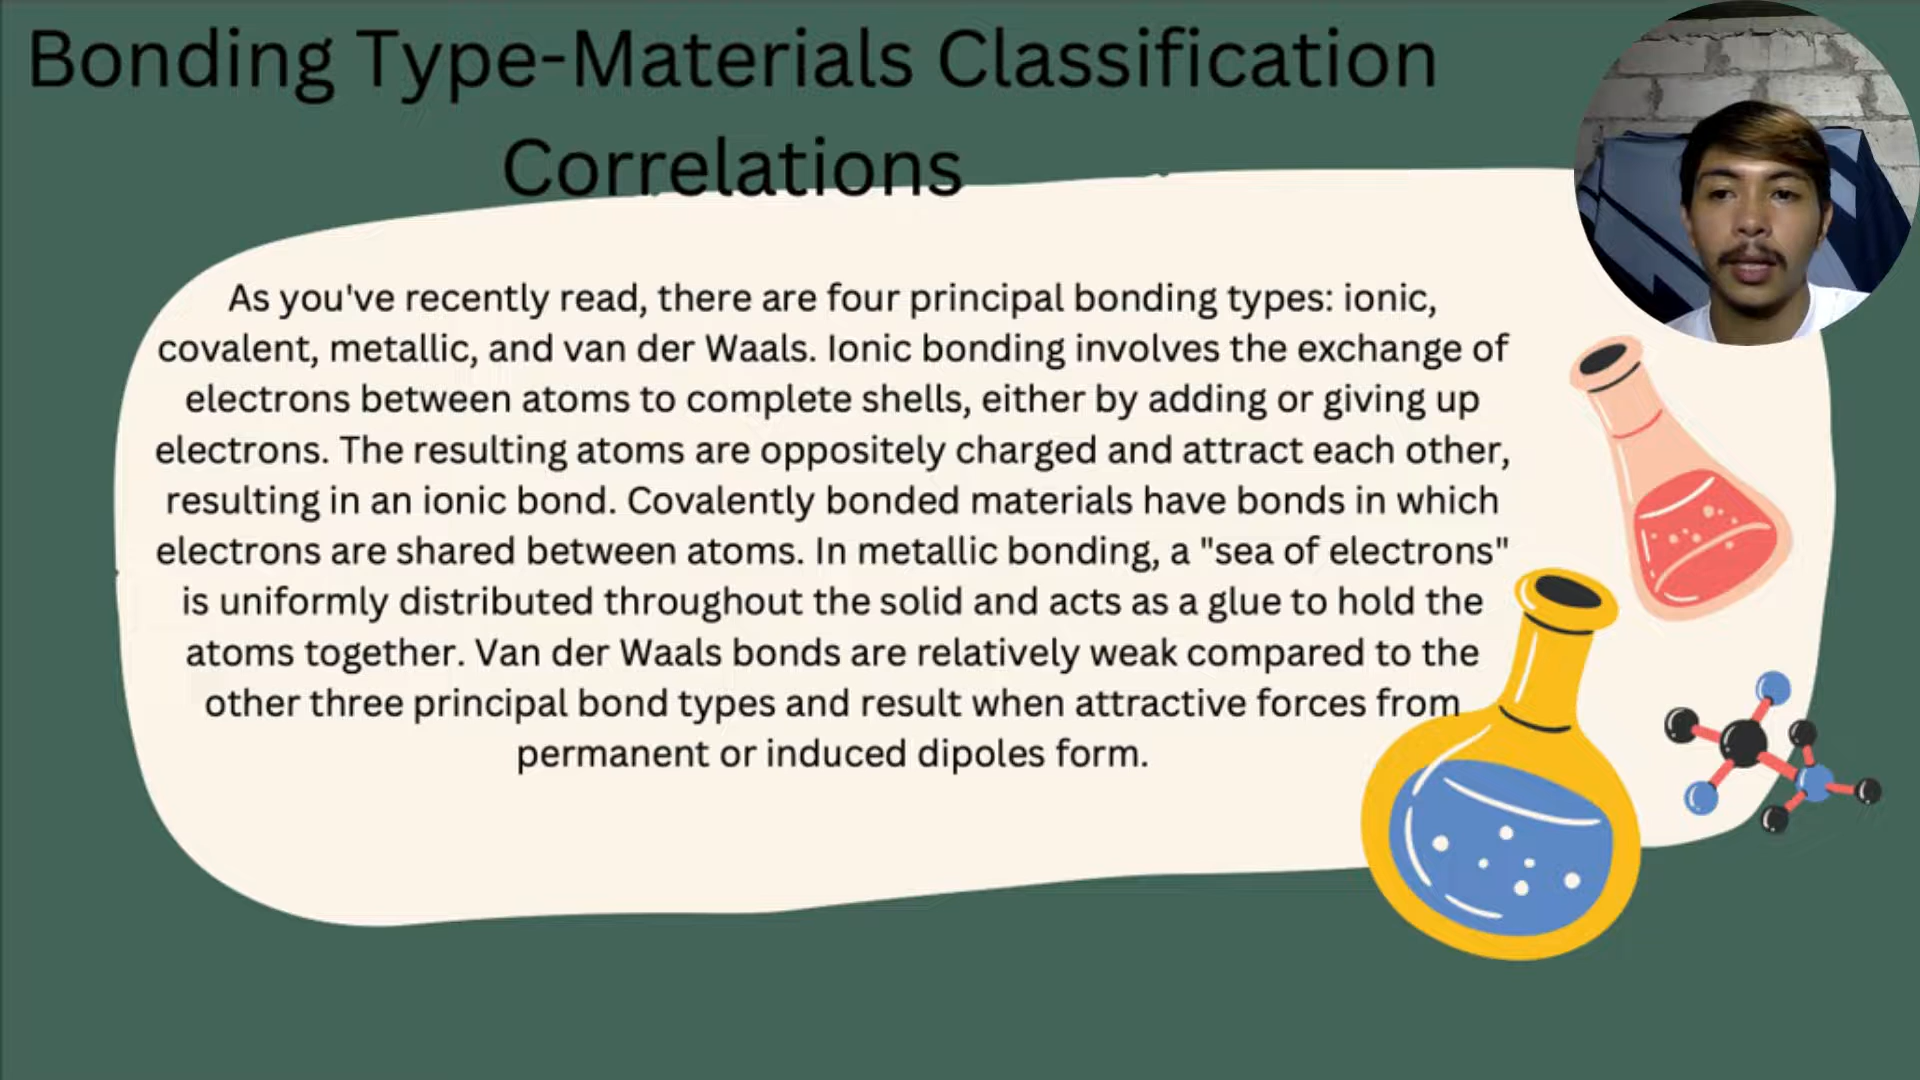 Bonding Type-Materials Classification
Correlations
As you've recently read, there are four principal bonding types: ionic,
covalent, metallic, and van der Waals. Ionic bonding involves the exchange of
electrons between atoms to complete shells, either by adding or giving up
electrons. The resulting atoms are oppositely charged and attract each other,
resulting in an ionic bond. Covalently bonded materials have bonds in which
electrons are shared between atoms. In metallic bonding, a "sea of electrons"
is uniformly distributed throughout the solid and acts as a glue to hold the
atoms together. Van der Waals bonds are relatively weak compared to the
other three principal bond types and result when attractive forces from
permanent or induced dipoles form.